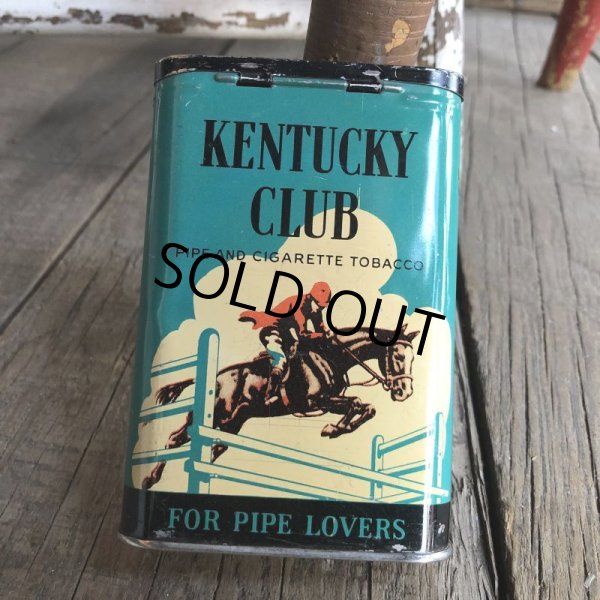 KENTUCKY
CLUB
PIPE AND CIGARETTE TOBACCO
SOLD OUT
FOR PIPE LOVERS